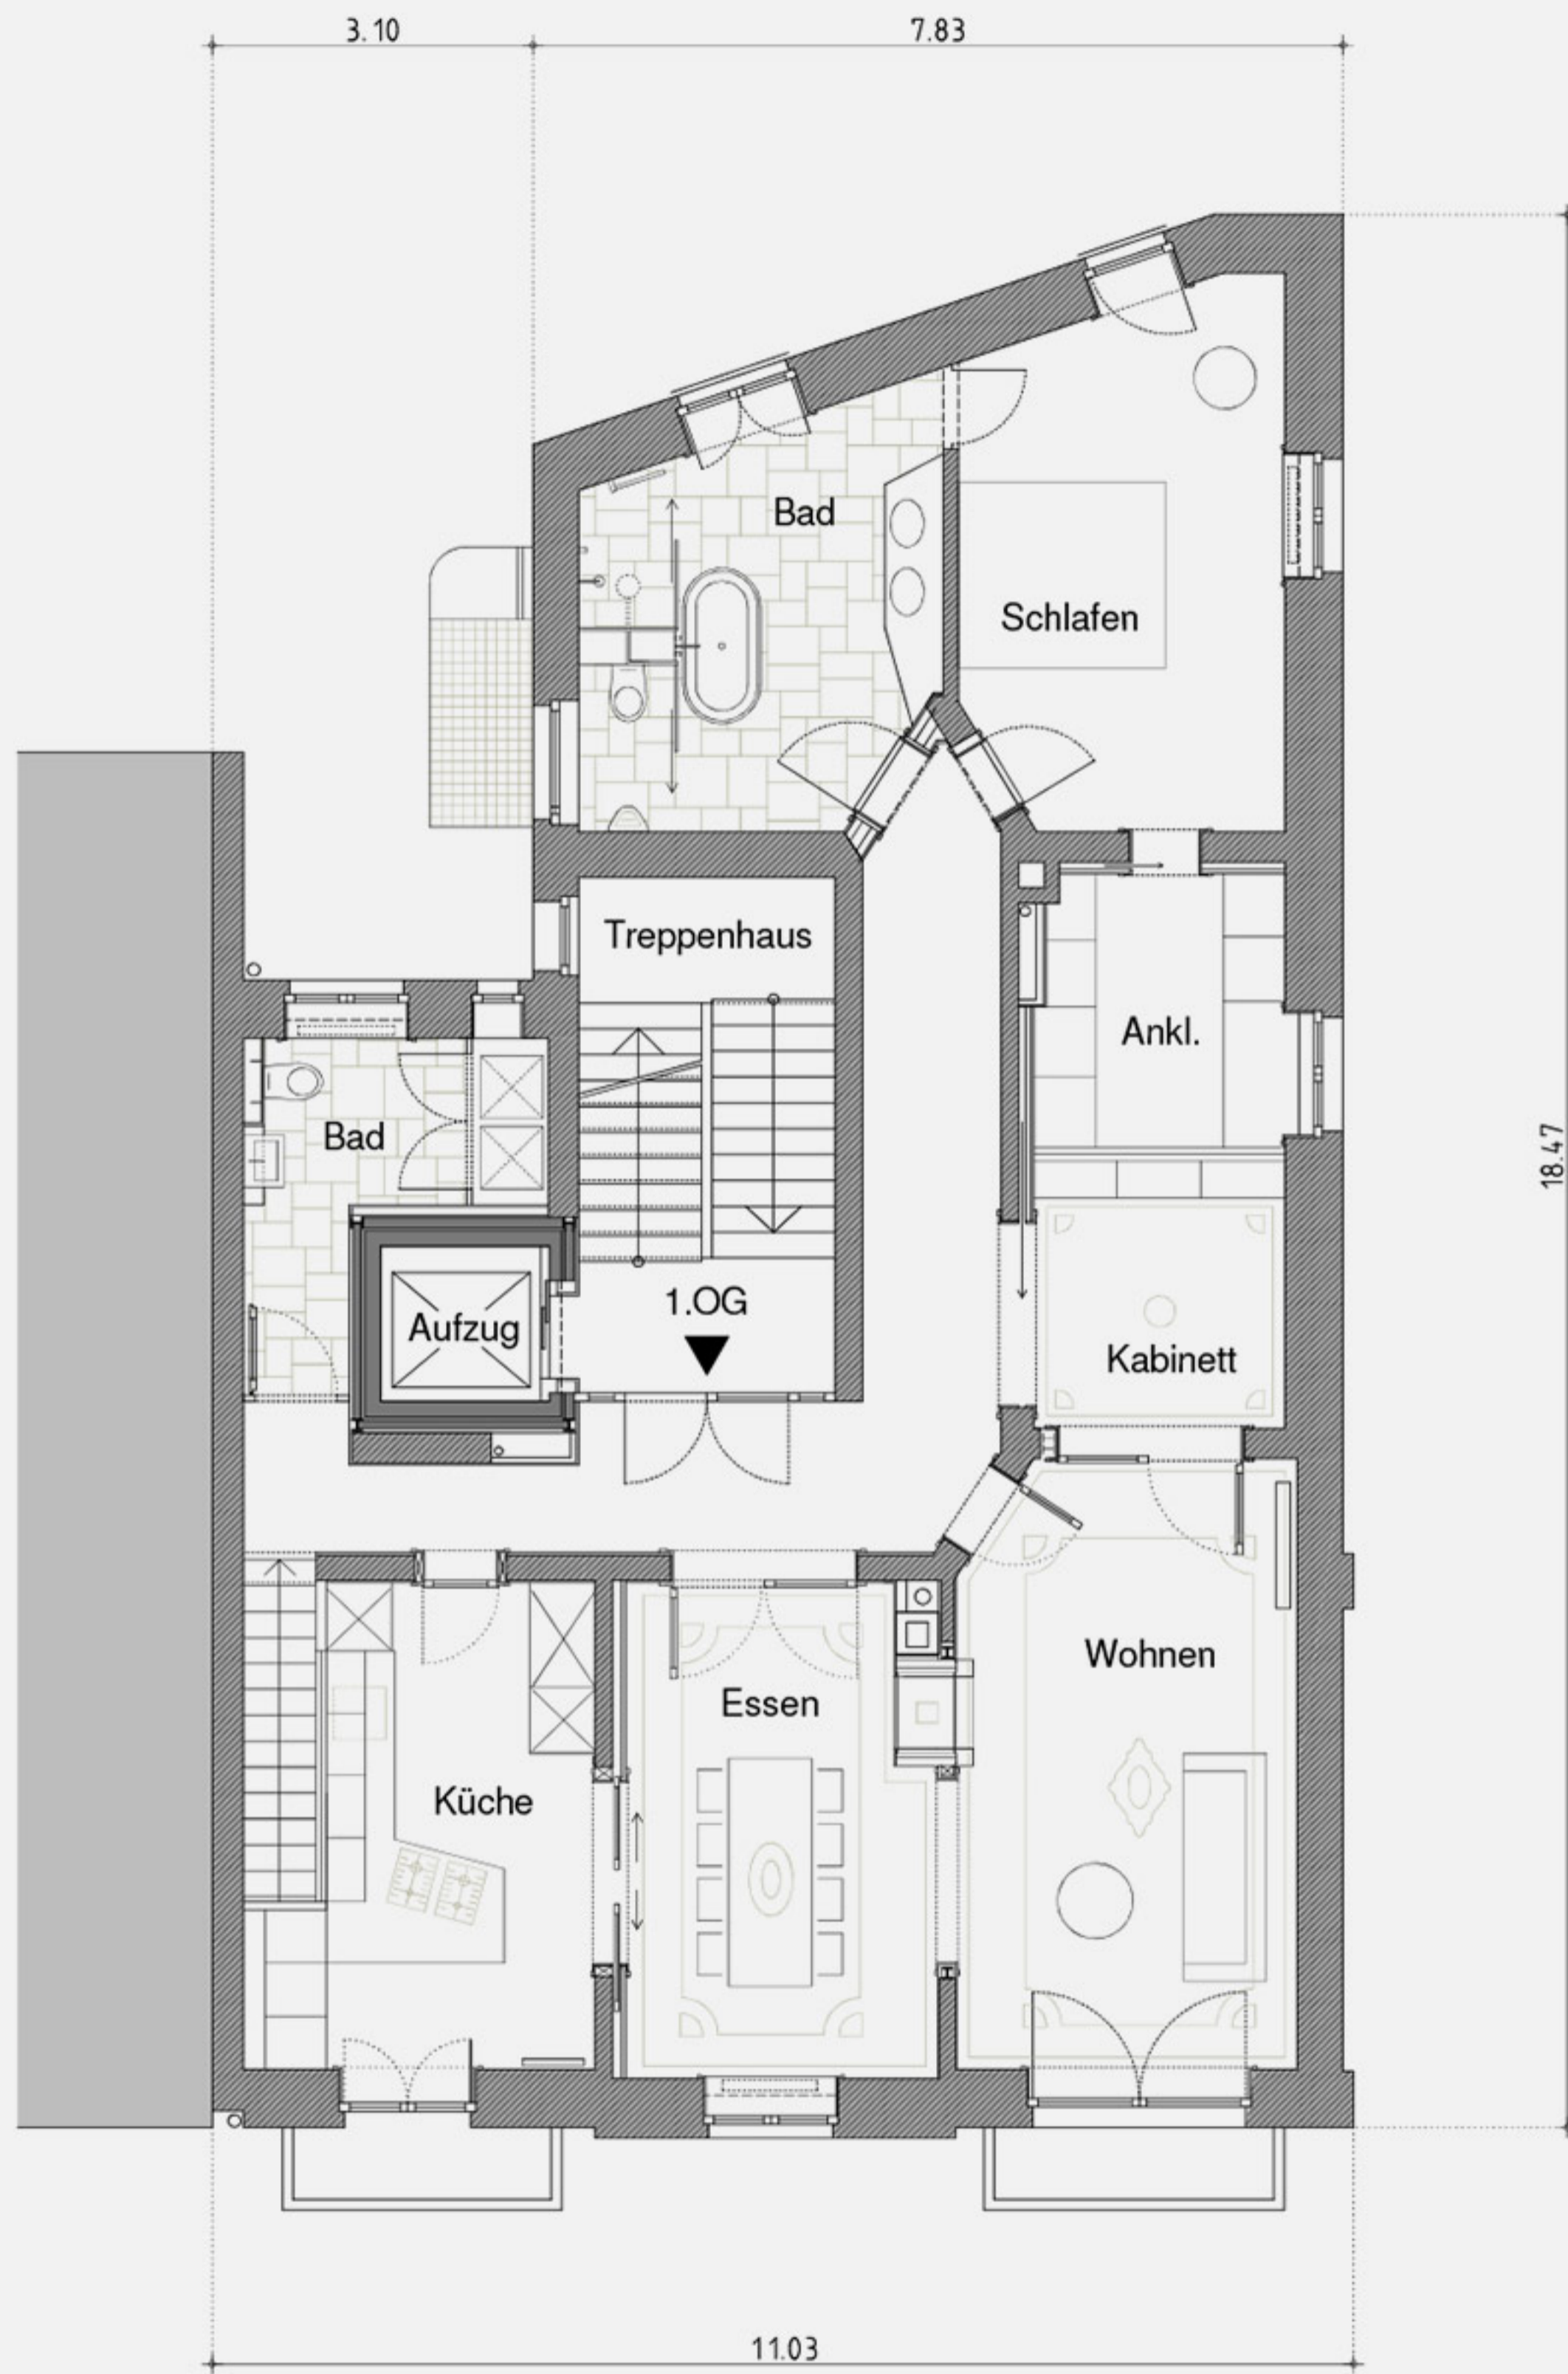 3.10
7.83
Bad
Schlafen
Treppenhaus
Ankl.
Bad
18.47
1.OG
Aufzug
Kabinett
Wohnen
Essen
Küche
11.03